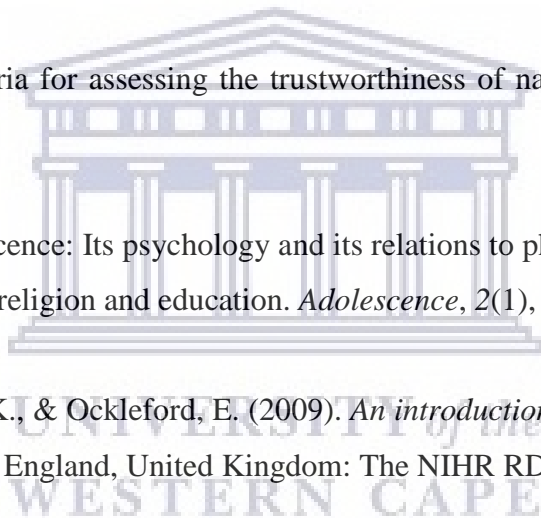 ria for assessing the trustworthiness of na
cence: Its psychology and its relations to pl
religion and education. Adolescence, 2(1),
K., & Ockleford, E. (2009). An introduction
UNIVERSITY of the
England, United Kingdom: The NIHR RD
WESTERN CAPE